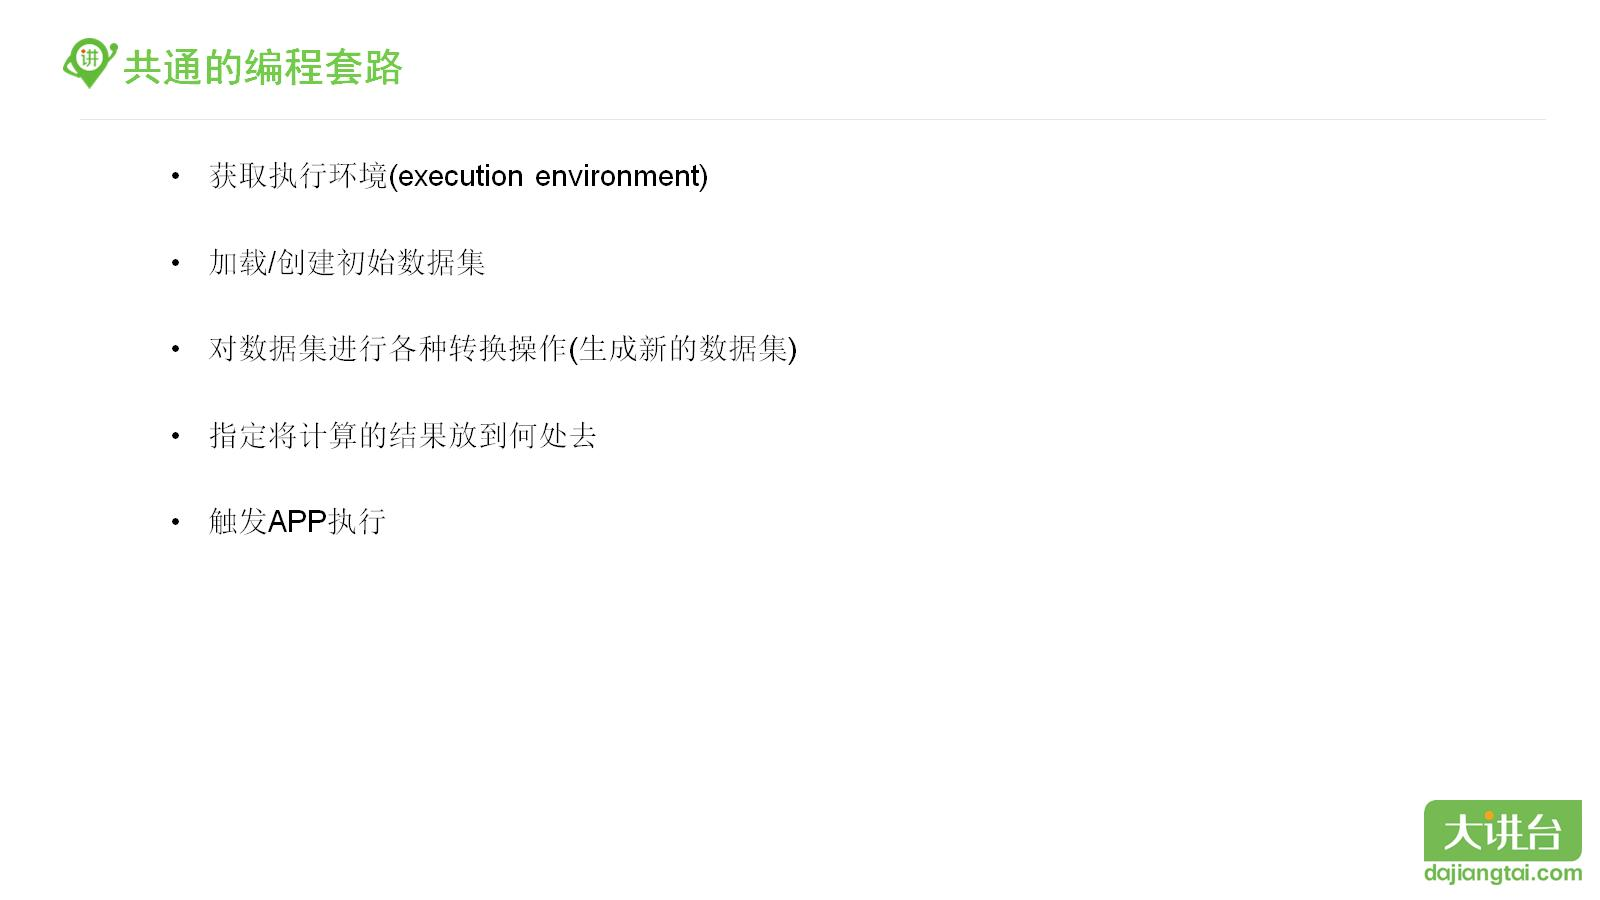 讲
共通的编程套路
• 获取执行环境(execution environment)
• 加载/创建初始数据集
• 对数据集进行各种转换操作(生成新的数据集)
• 指定将计算的结果放到何处去
• 触发APP执行
大讲台
dajiangtai.com